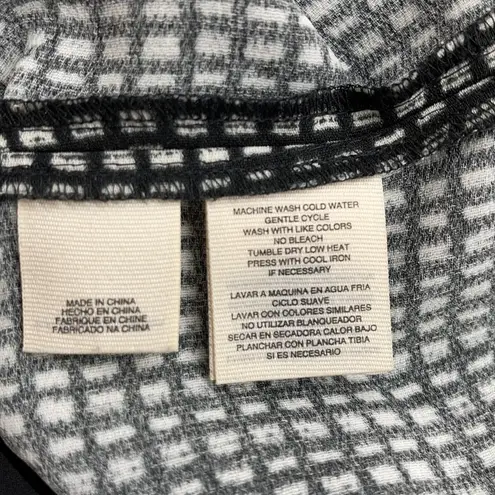 MADE IN CHINA
HECHO EN CHINA
FABRIQUE EN CHINE
FABRICADO NA CHINA
MACHINE WASH COLD WATER
GENTLE CYCLE
WASH WITH LIKE COLORS
NO BLEACH
TUMBLE DRY LOW HEAT
PRESS WITH COOL IRON
IF NECESSARY
LAVAR A MAQUINA EN AGUA FRIA
CICLO SUAVE
LAVAR CON COLORES SIMILARES
NO UTILIZAR BLANQUEADOR
SECAR EN SECADORA CALOR BAJO
PLANCHAR CON PLANCHA TIBIA
SI ES NECESARIO